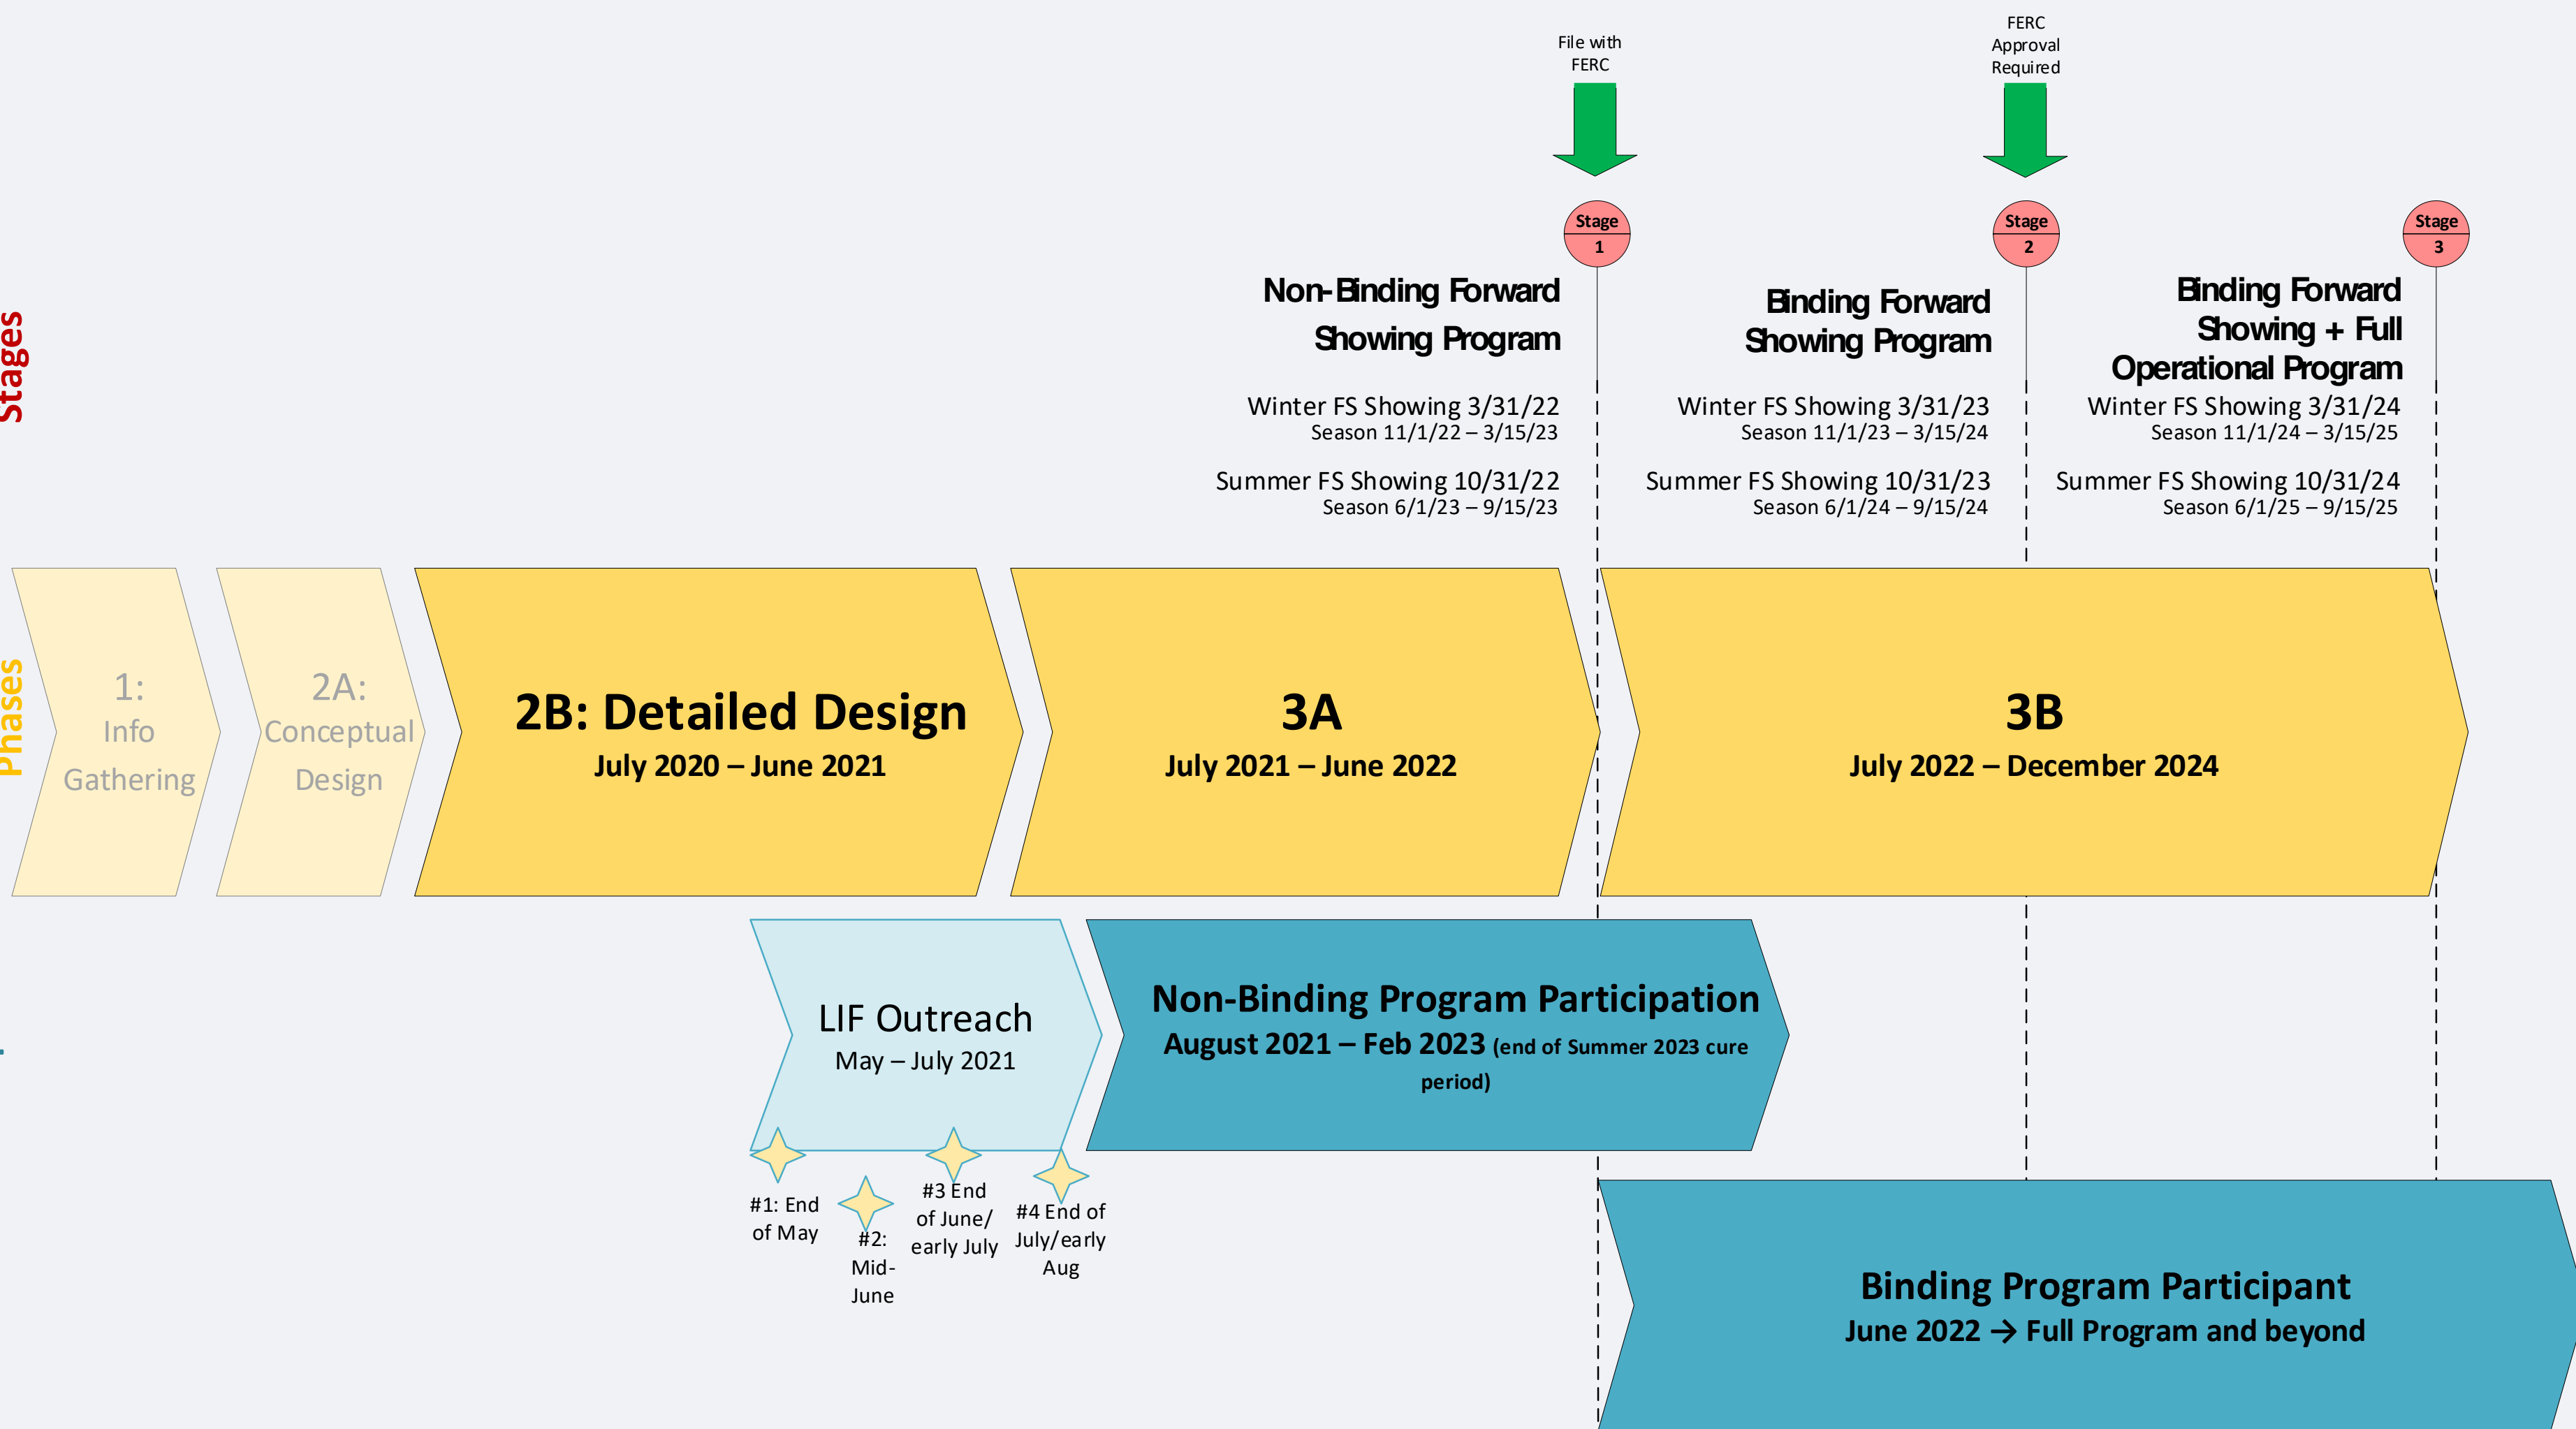 File with
FERC
FERC
Approval
Required
Stage
1
Stage
2
Stage
3
Stages
Non-Binding Forward
Showing Program
Winter FS Showing 3/31/22
Season 11/1/22 – 3/15/23
Summer FS Showing 10/31/22
Season 6/1/23 – 9/15/23
Binding Forward
Showing Program
Winter FS Showing 3/31/23
Season 11/1/23 – 3/15/24
Summer FS Showing 10/31/23
Season 6/1/24 – 9/15/24
Binding Forward
Showing + Full
Operational Program
Winter FS Showing 3/31/24
Season 11/1/24 – 3/15/25
Summer FS Showing 10/31/24
Season 6/1/25 – 9/15/25
Phases
1:
Info
Gathering
2A:
Conceptual
Design
2B: Detailed Design
July 2020 – June 2021
3A
July 2021 – June 2022
3B
July 2022 – December 2024
LIF Outreach
May – July 2021
Non-Binding Program Participation
August 2021 – Feb 2023 (end of Summer 2023 cure
period)
#1: End
of May
#2:
Mid-
June
#3 End
of June/
early July
#4 End of
July/early
Aug
Binding Program Participant
June 2022 → Full Program and beyond